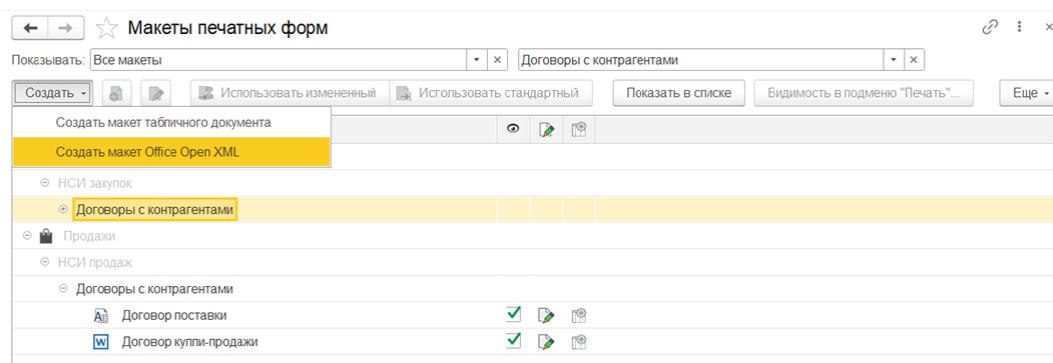 Макеты печатных форм
Показывать: Все макеты Договоры с контрагентами
Создать Использовать измененный Использовать стандартный Показать в списке Видимость в подменю "Печать"... Еще
Создать макет табличного документа
Создать макет Office Open XML
НСИ закупок
Договоры с контрагентами
Продажи
НСИ продаж
Договоры с контрагентами
Договор поставки
Договор куппи-продажи